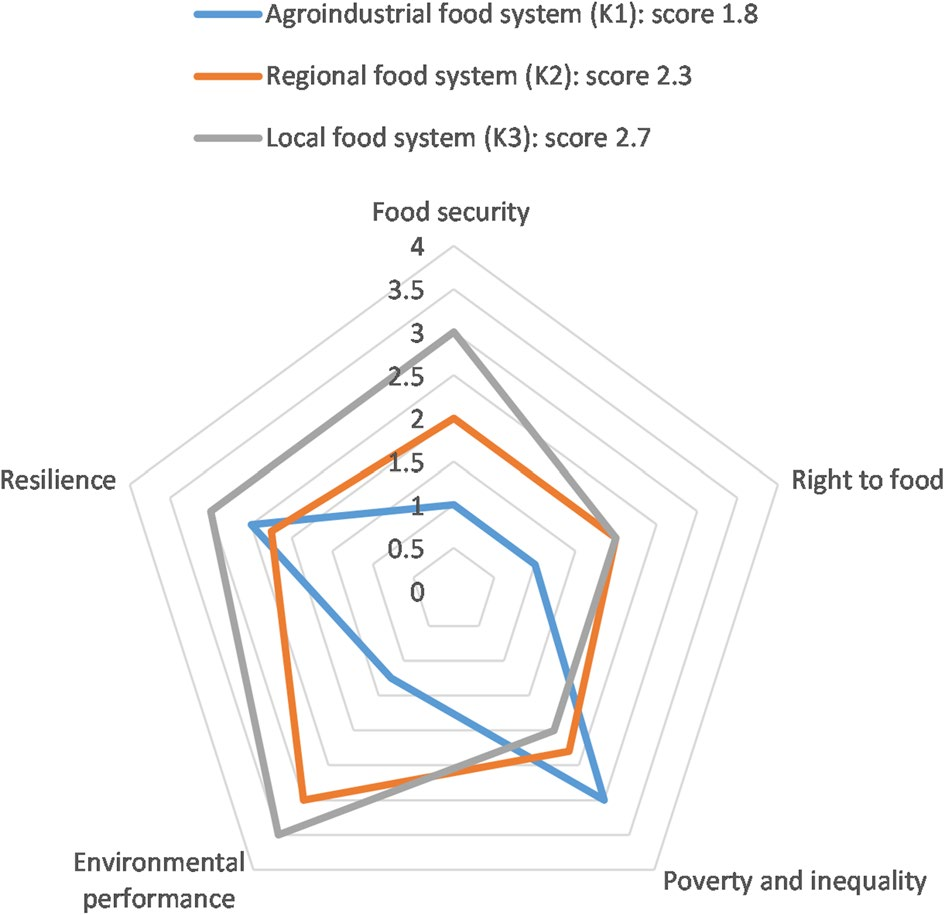 Agroindustrial food system (K1): score 1.8
Regional food system (K2): score 2.3
Local food system (K3): score 2.7
Food security
4
3.5
3
2.5
2
1.5
1
0.5
0
Resilience
Right to food
Environmental
performance
Poverty and inequality